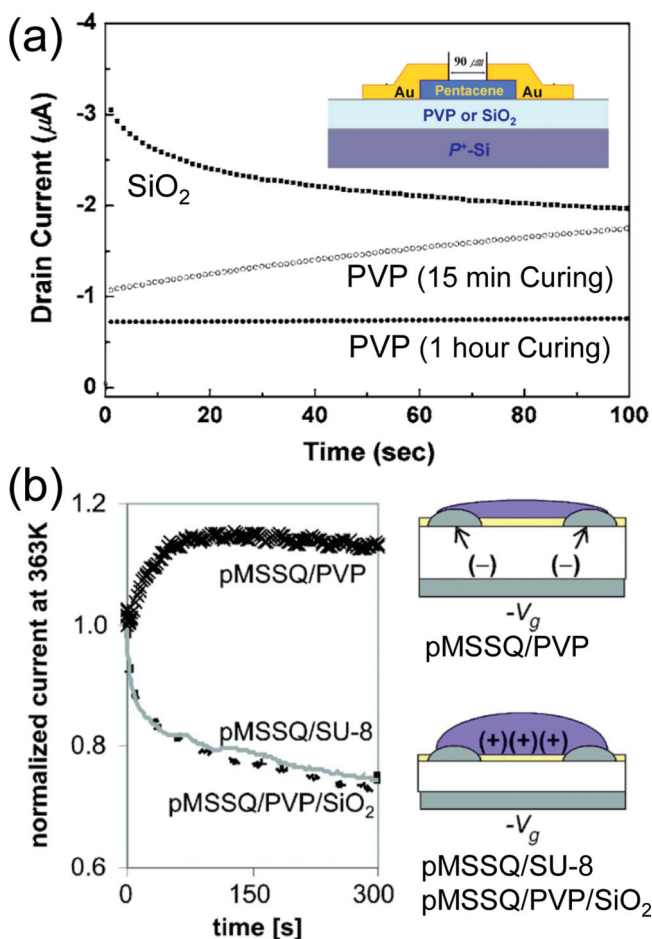 (a)
-4
-3
-2
-1
0
Drain Current (μA)
90 ㎛
Au
Pentacene
Au
PVP or SiO₂
P⁺-Si
SiO₂
PVP (15 min Curing)
PVP (1 hour Curing)
0 20 40 60 80 100
Time (sec)
(b)
1.2
1.0
0.8
0.6
normalized current at 363K
pMSSQ/PVP
pMSSQ/SU-8
pMSSQ/PVP/SiO₂
0 150 300
time [s]
(−) (−)
-Vg
pMSSQ/PVP
(+)(+)(+)
-Vg
pMSSQ/SU-8
pMSSQ/PVP/SiO₂